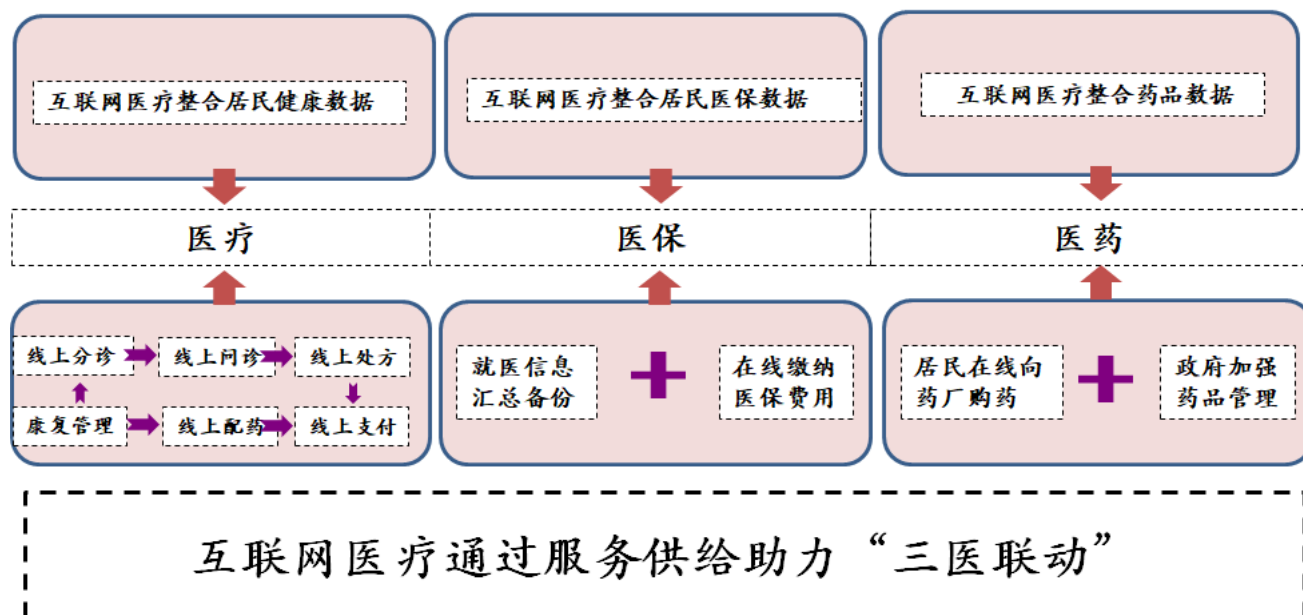 互联网医疗整合居民健康数据
互联网医疗整合居民医保数据
互联网医疗整合药品数据
医疗
医保
医药
线上分诊
线上问诊
线上处方
康复管理
线上配药
线上支付
就医信息
汇总备份
在线缴纳
医保费用
居民在线向
药厂购药
政府加强
药品管理
互联网医疗通过服务供给助力“三医联动”